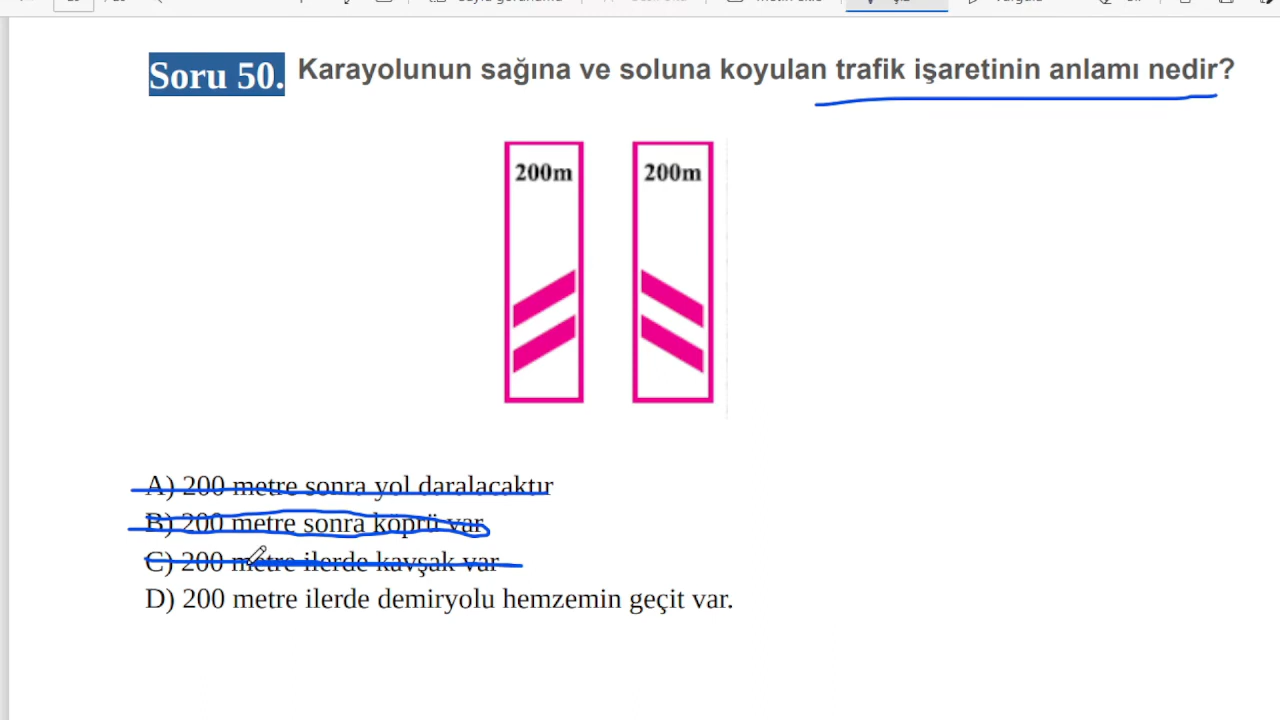 Soru 50. Karayolunun sağına ve soluna koyulan trafik işaretinin anlamı nedir?
200m 200m
A) 200 metre sonra yol daralacaktır
B) 200 metre sonra köprü var
C) 200 metre ilerde kavşak var
D) 200 metre ilerde demiryolu hemzemin geçit var.